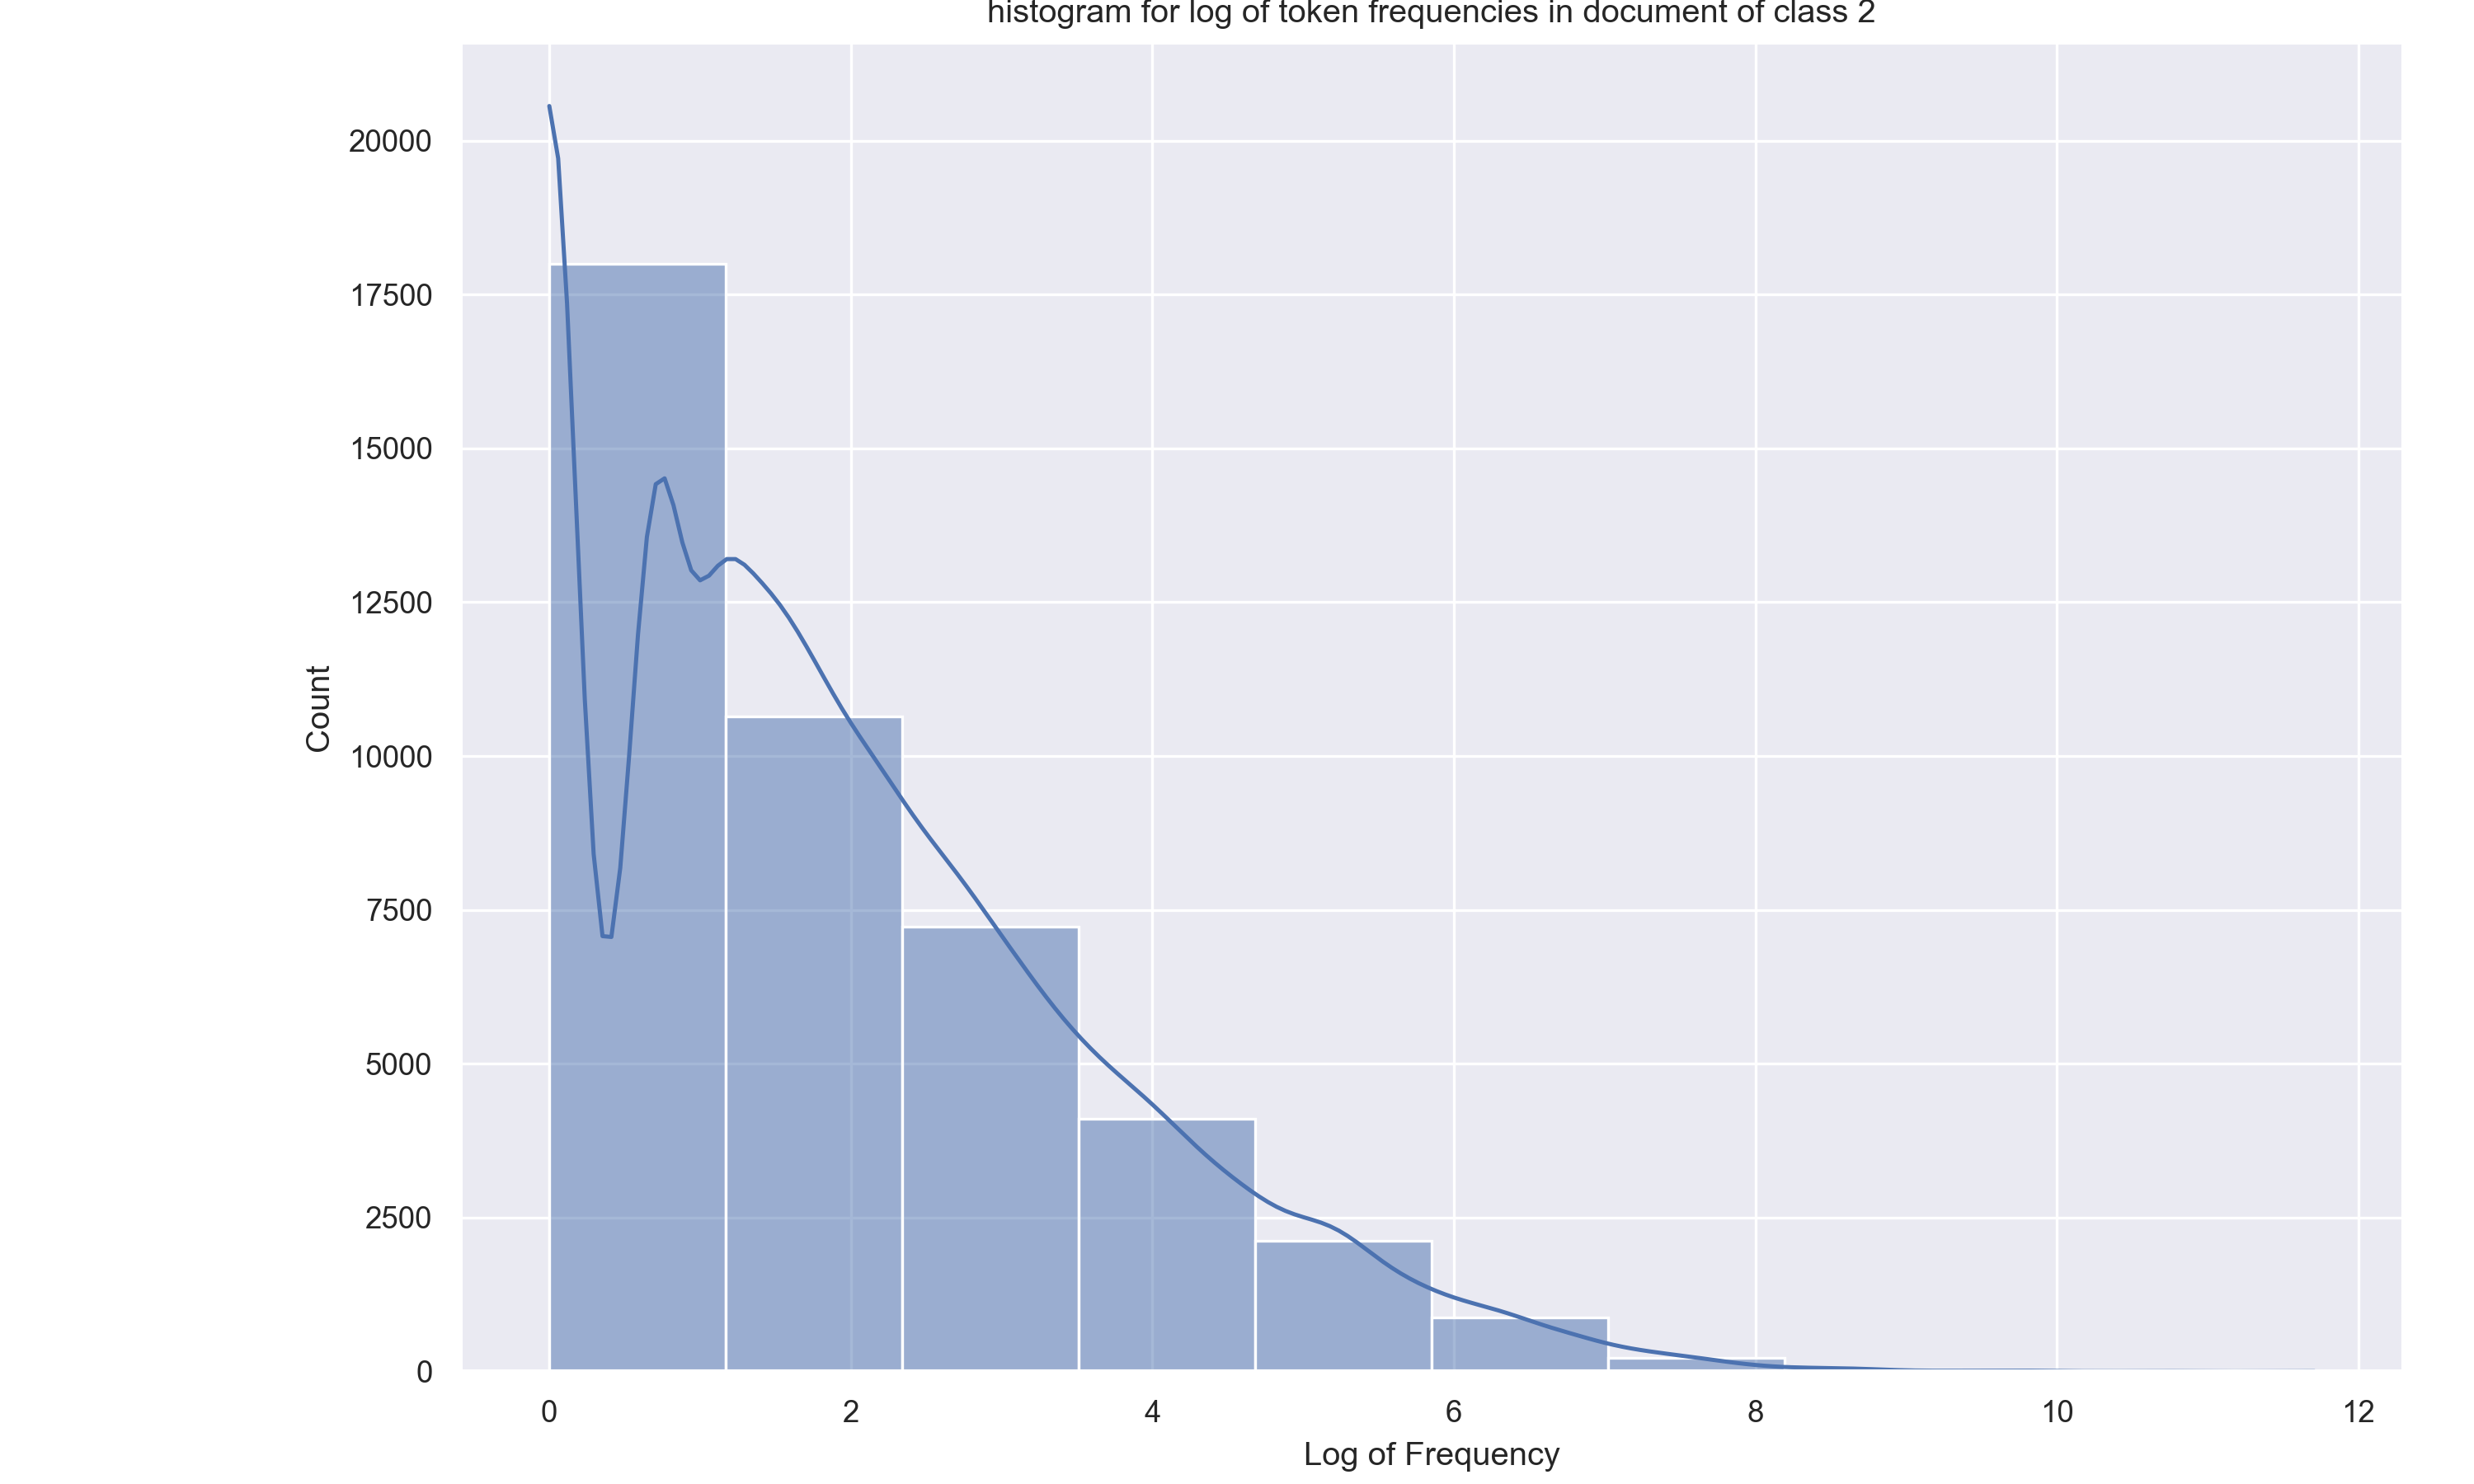 histogram for log of token frequencies in document of class 2
20000
17500
15000
12500
10000
7500
5000
2500
0
Count
0 2 4 6 8 10 12
Log of Frequency